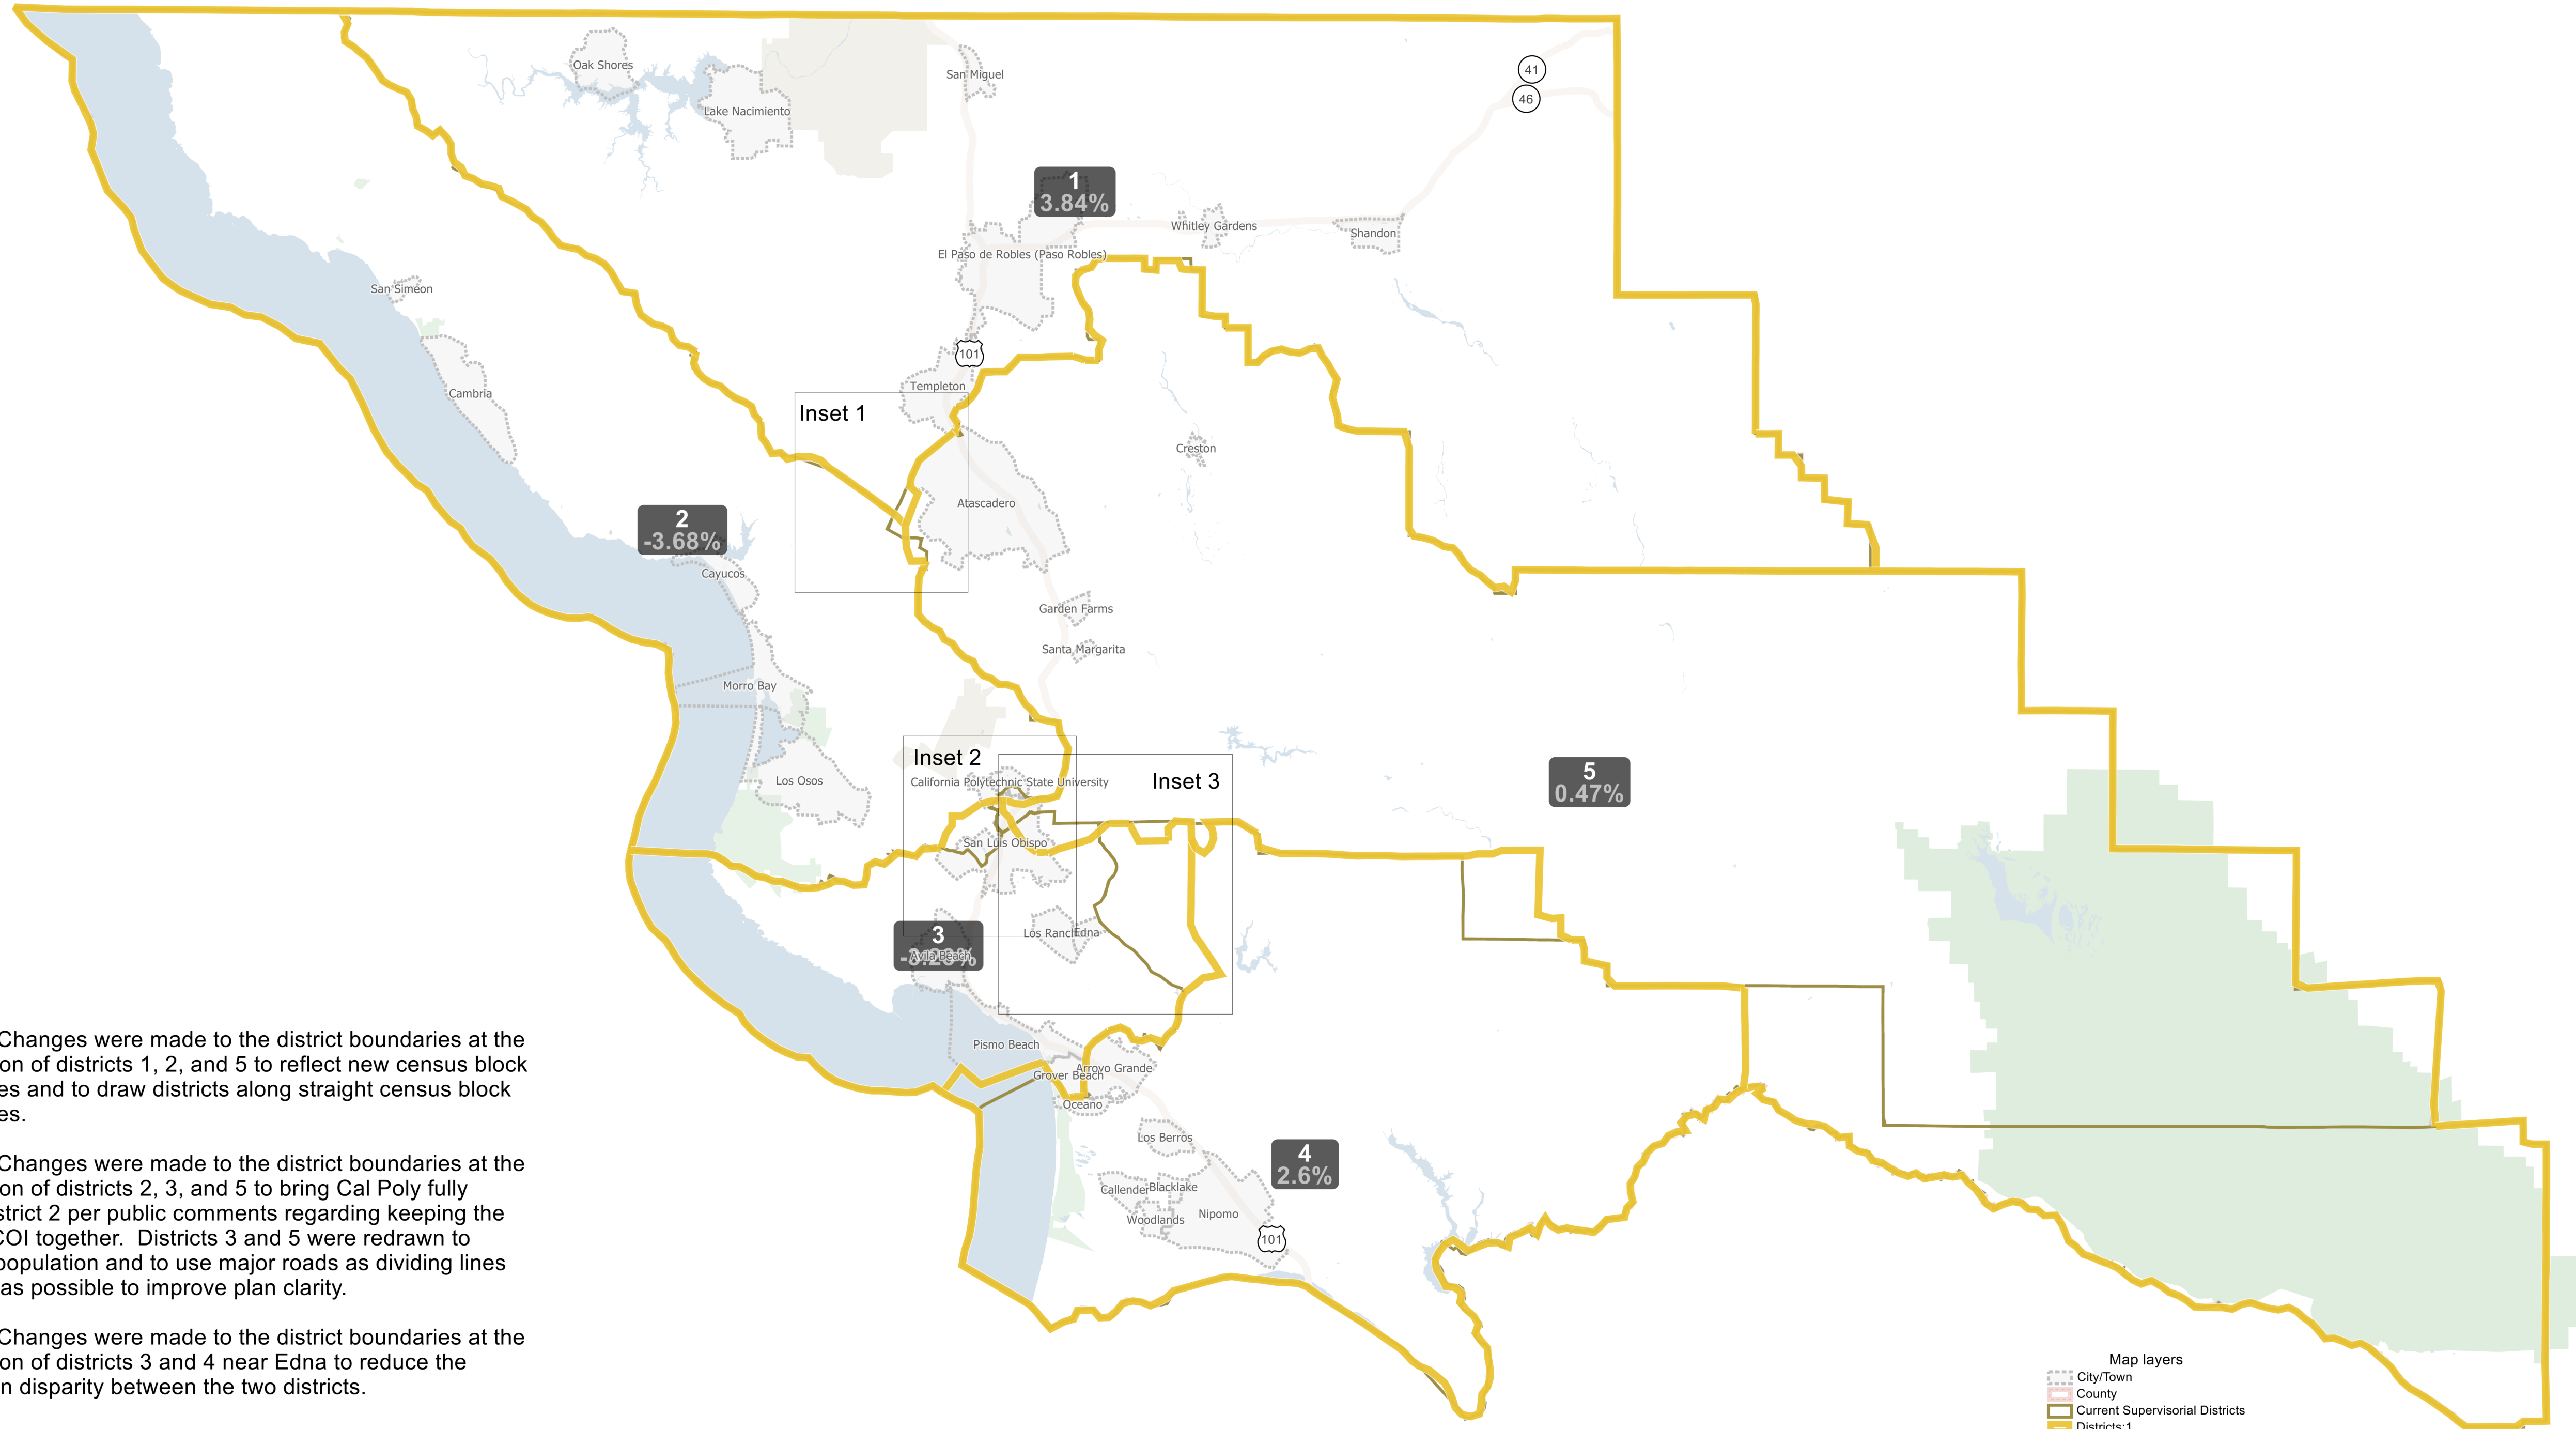 Oak Shores
San Miguel
Lake Nacimiento
41
46
1
3.84%
Whitley Gardens
Shandon
El Paso de Robles (Paso Robles)
San Simeon
101
Templeton
Cambria
Inset 1
Creston
Atascadero
2
-3.68%
Cayucos
Garden Farms
Santa Margarita
Morro Bay
Inset 2
Inset 3
California Polytechnic State University
Los Osos
5
0.47%
San Luis Obispo
3
Avila Beach
Edna
Pismo Beach
Arroyo Grande
Grover Beach
Oceano
Los Berros
4
2.6%
Callender
Blacklake
Woodlands
Nipomo
101
Changes were made to the district boundaries at the
on of districts 1, 2, and 5 to reflect new census block
es and to draw districts along straight census block
es.
Changes were made to the district boundaries at the
on of districts 2, 3, and 5 to bring Cal Poly fully
strict 2 per public comments regarding keeping the
COI together. Districts 3 and 5 were redrawn to
population and to use major roads as dividing lines
as possible to improve plan clarity.
Changes were made to the district boundaries at the
on of districts 3 and 4 near Edna to reduce the
n disparity between the two districts.
Map layers
City/Town
County
Current Supervisorial Districts
Districts:1